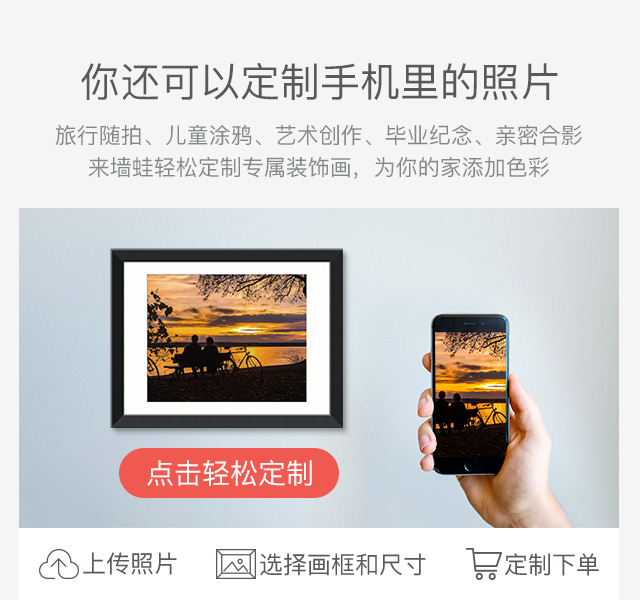 你还可以定制手机里的照片
旅行随拍、儿童涂鸦、艺术创作、毕业纪念、亲密合影
来墙蛙轻松定制专属装饰画，为你的家添加色彩
点击轻松定制
上传照片
选择画框和尺寸
定制下单